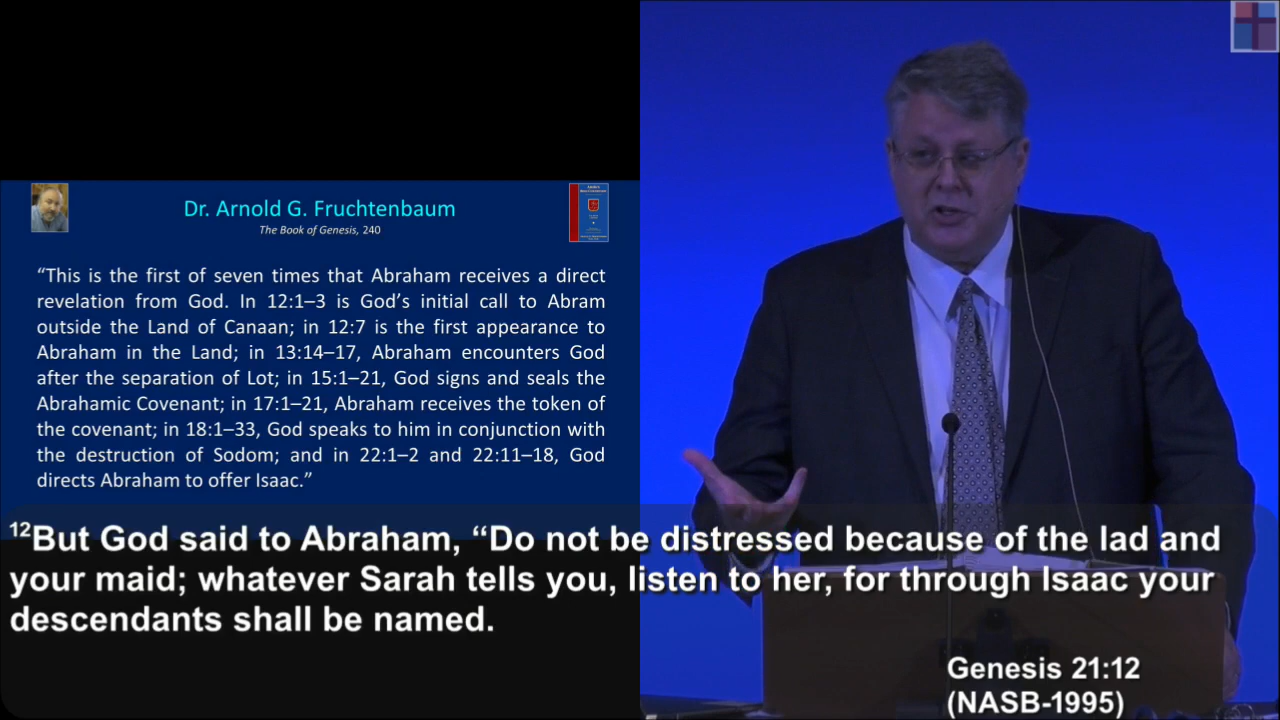 Dr. Arnold G. Fruchtenbaum
The Book of Genesis, 240
“This is the first of seven times that Abraham receives a direct
revelation from God. In 12:1–3 is God’s initial call to Abram
outside the Land of Canaan; in 12:7 is the first appearance to
Abraham in the Land; in 13:14–17, Abraham encounters God
after the separation of Lot; in 15:1–21, God signs and seals the
Abrahamic Covenant; in 17:1–21, Abraham receives the token of
the covenant; in 18:1–33, God speaks to him in conjunction with
the destruction of Sodom; and in 22:1–2 and 22:11–18, God
directs Abraham to offer Isaac.”
12But God said to Abraham, “Do not be distressed because of the lad and
your maid; whatever Sarah tells you, listen to her, for through Isaac your
descendants shall be named.
Genesis 21:12
(NASB-1995)